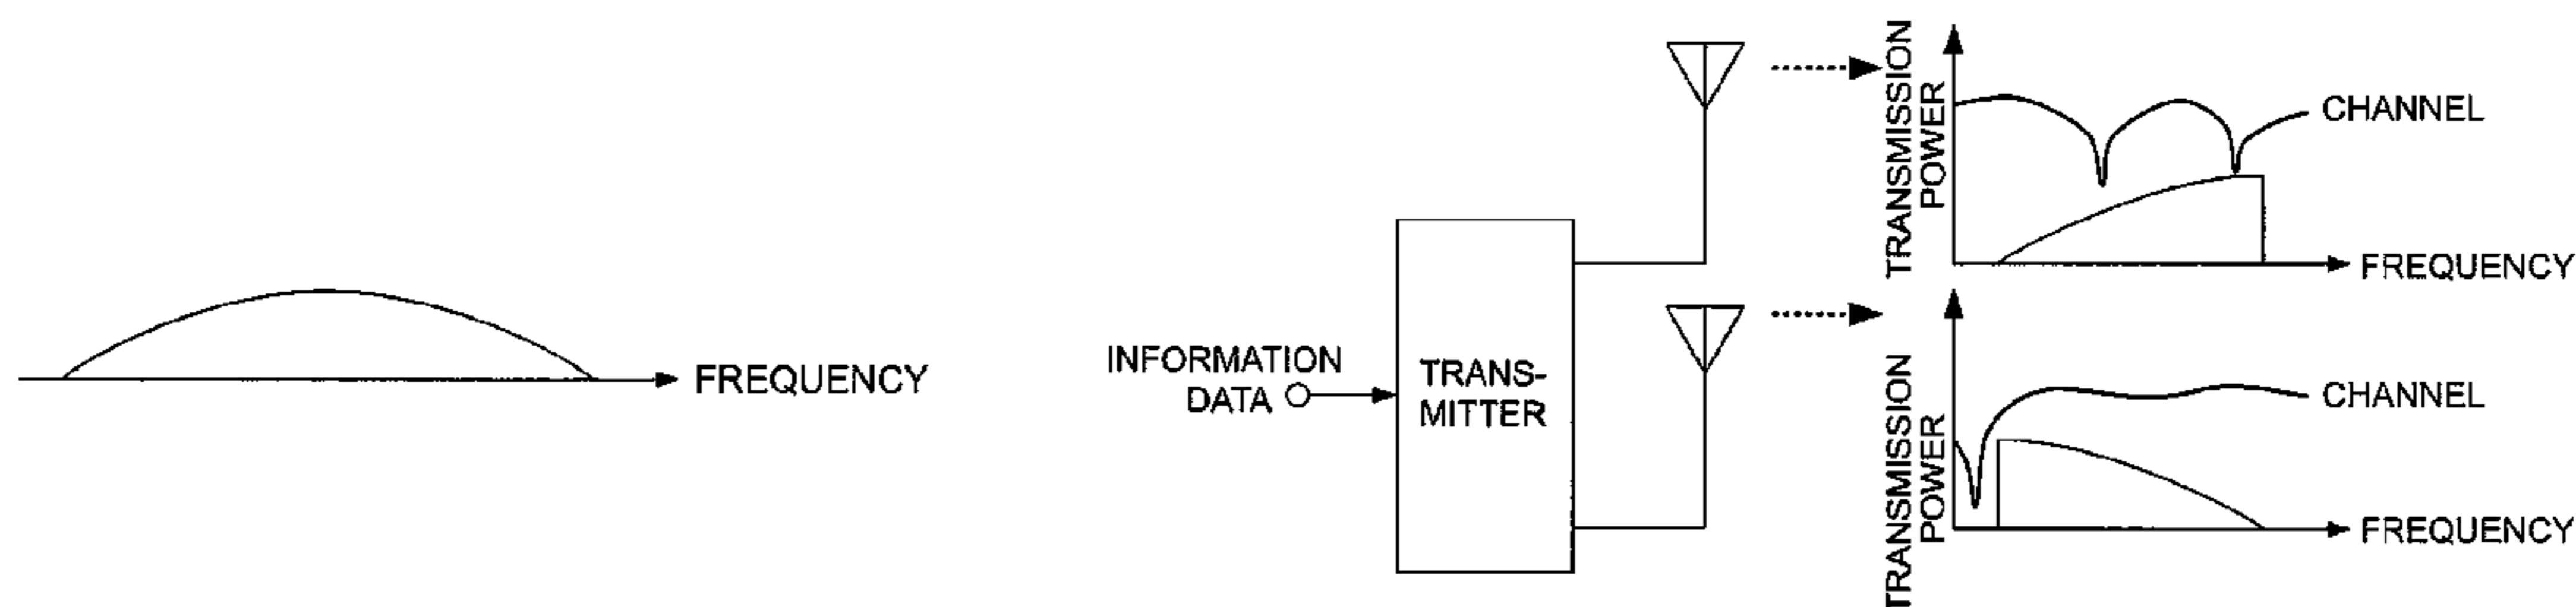 FREQUENCY
INFORMATION
DATA
TRANS-
MITTER
TRANSMISSION
POWER
CHANNEL
FREQUENCY
TRANSMISSION
POWER
CHANNEL
FREQUENCY